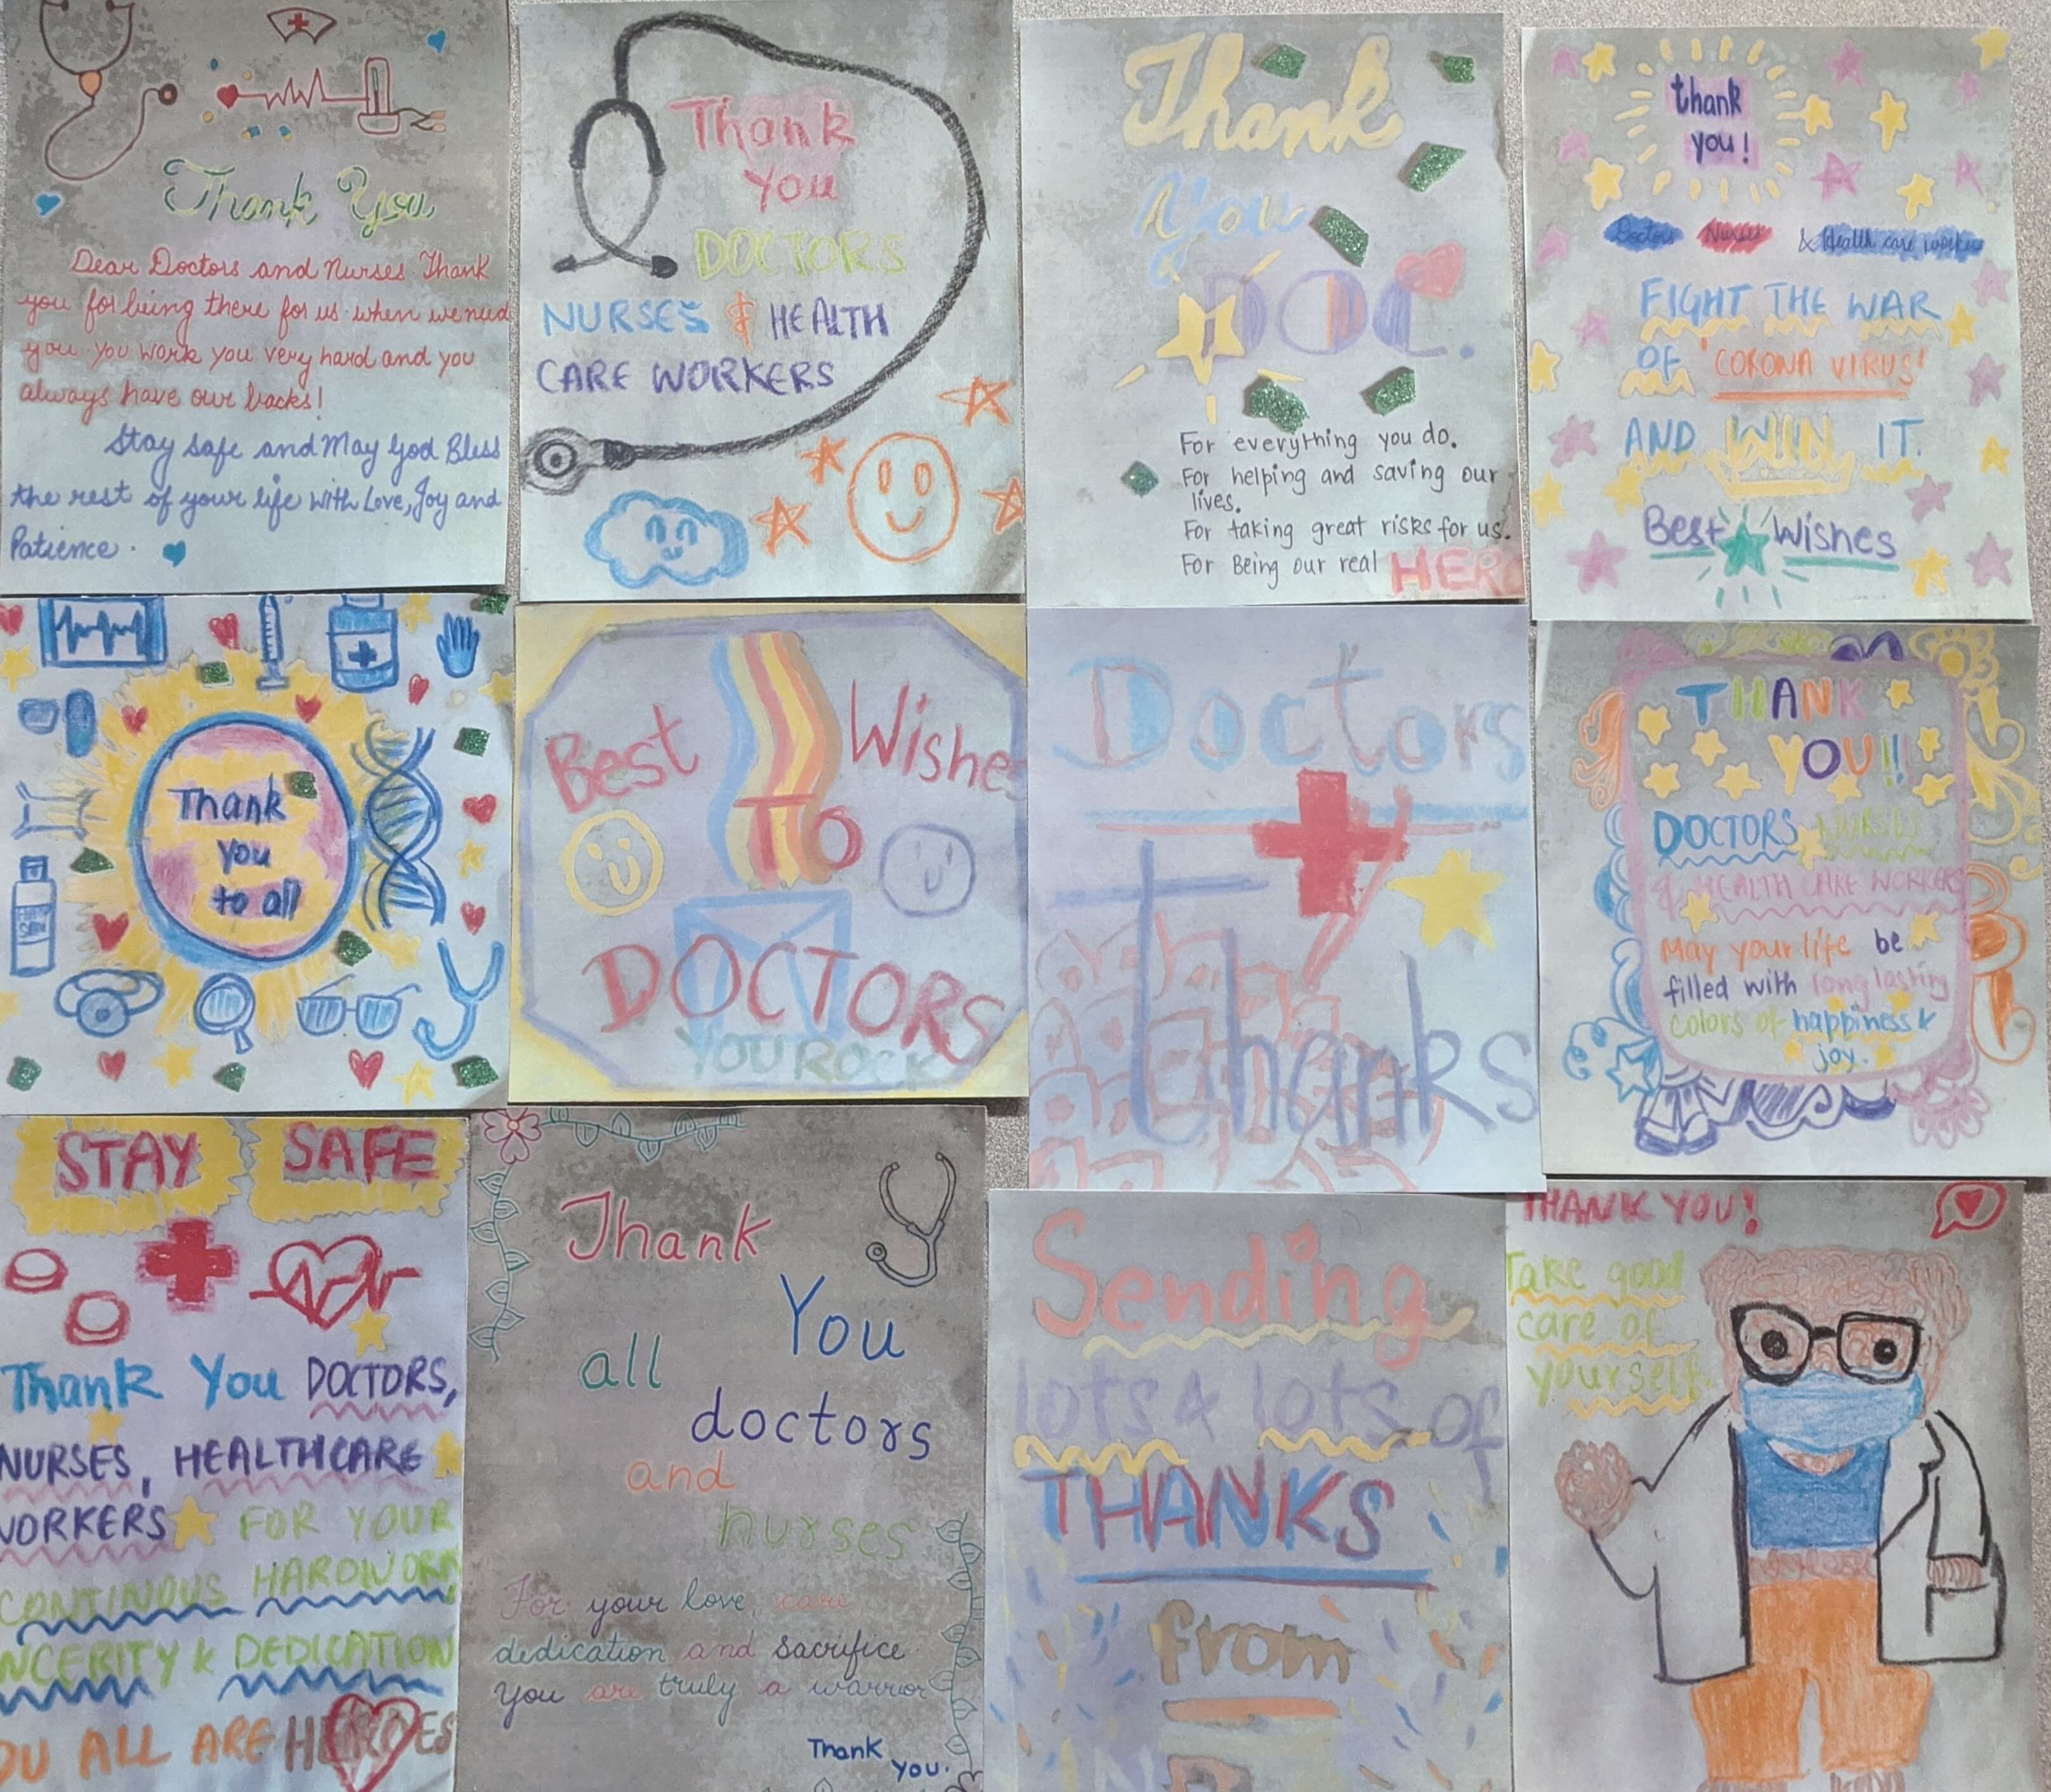 Thank You
Dear Doctors and Nurses Thank
you for being there for us when we need
you. you work you very hard and you
always have our backs!
Stay safe and May God Bless
the rest of your life with Love, Joy and
Patience.
Thank
You
DOCTORS
NURSES & HEALTH
CARE WORKERS
Thank
You
DOC.
For everything you do.
For helping and saving our
lives.
For taking great risks for us.
For Being our real HERO
thank
you!
Doctors Nurses & Health care workers
FIGHT THE WAR
OF 'CORONA VIRUS'
AND WIN IT.
Best Wishes
Thank
you
to all
Best Wishes
TO
DOCTORS
YOU ROCK
Doctors
Thanks
THANK
YOU!!
DOCTORS NURSES
& HEALTH CARE WORKERS
May your life be
filled with long lasting
colors of happiness &
joy.
STAY SAFE
Thank You DOCTORS,
NURSES, HEALTHCARE
WORKERS FOR YOUR
CONTINOUS HARDWORK
NCERITY & DEDICATION
OU ALL ARE HEROES
Thank
You
all
doctors
and
nurses
For your love, care
dedication and sacrifice
you are truly a warrior
Thank
you.
Sending
lots & lots of
THANKS
from
THANK YOU!
Take good
care of
yourself.